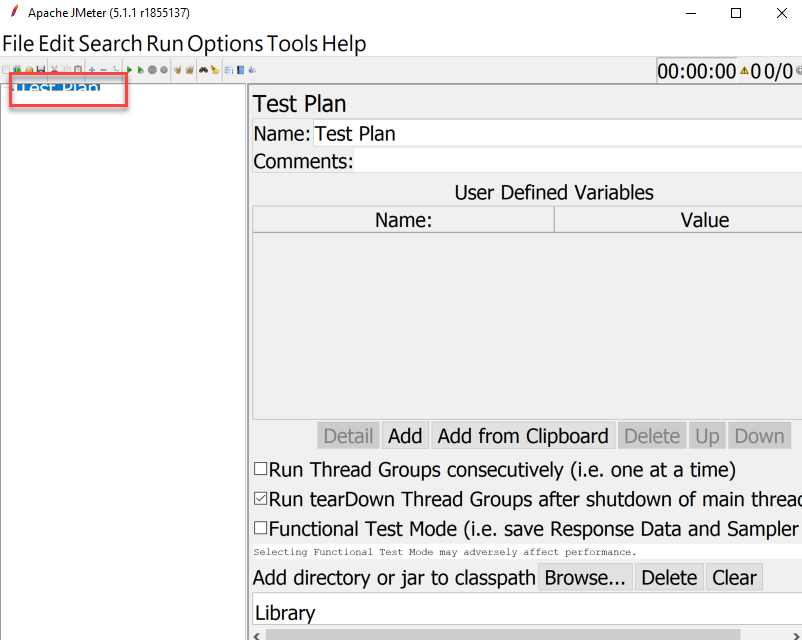 Apache JMeter (5.1.1 r1855137)
File Edit Search Run Options Tools Help
00:00:00 0 0/0
Test Plan
Test Plan
Name: Test Plan
Comments:
User Defined Variables
Name: Value
Detail Add Add from Clipboard Delete Up Down
Run Thread Groups consecutively (i.e. one at a time)
Run tearDown Thread Groups after shutdown of main threa
Functional Test Mode (i.e. save Response Data and Sampler
Selecting Functional Test Mode may adversely affect performance.
Add directory or jar to classpath Browse... Delete Clear
Library